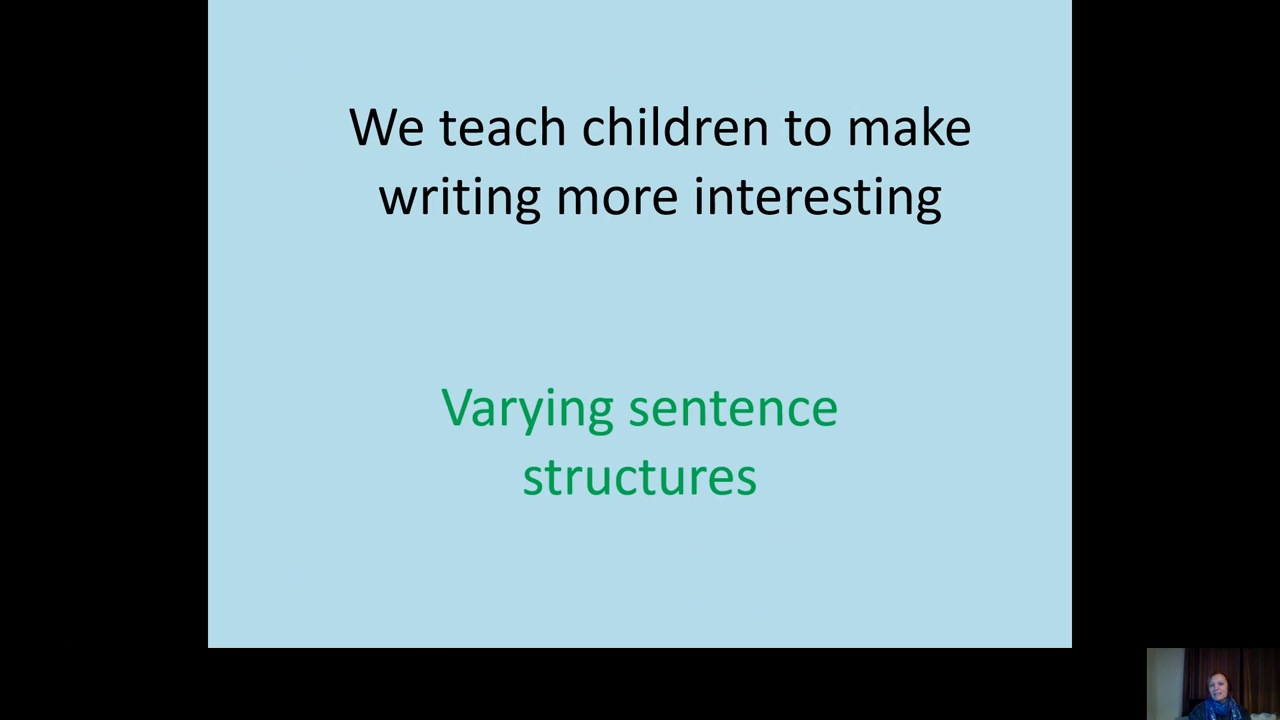 We teach children to make
writing more interesting
Varying sentence
structures